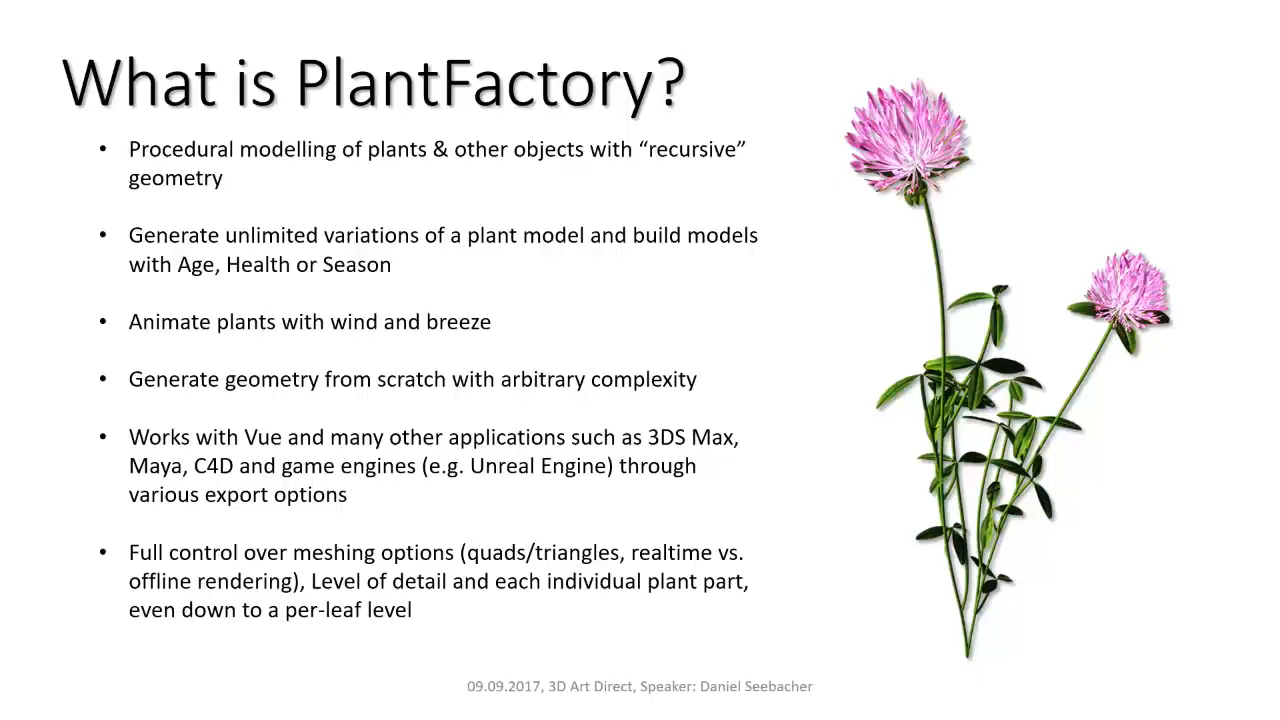 What is PlantFactory?
• Procedural modelling of plants & other objects with “recursive”
geometry
• Generate unlimited variations of a plant model and build models
with Age, Health or Season
• Animate plants with wind and breeze
• Generate geometry from scratch with arbitrary complexity
• Works with Vue and many other applications such as 3DS Max,
Maya, C4D and game engines (e.g. Unreal Engine) through
various export options
• Full control over meshing options (quads/triangles, realtime vs.
offline rendering), Level of detail and each individual plant part,
even down to a per-leaf level
09.09.2017, 3D Art Direct, Speaker: Daniel Seebacher